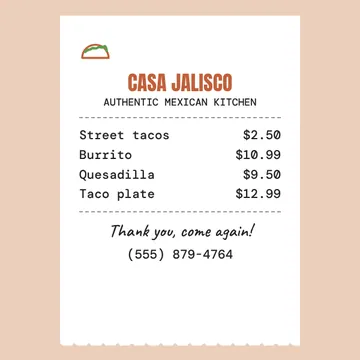 CASA JALISCO
AUTHENTIC MEXICAN KITCHEN
Street tacos $2.50
Burrito $10.99
Quesadilla $9.50
Taco plate $12.99
Thank you, come again!
(555) 879-4764